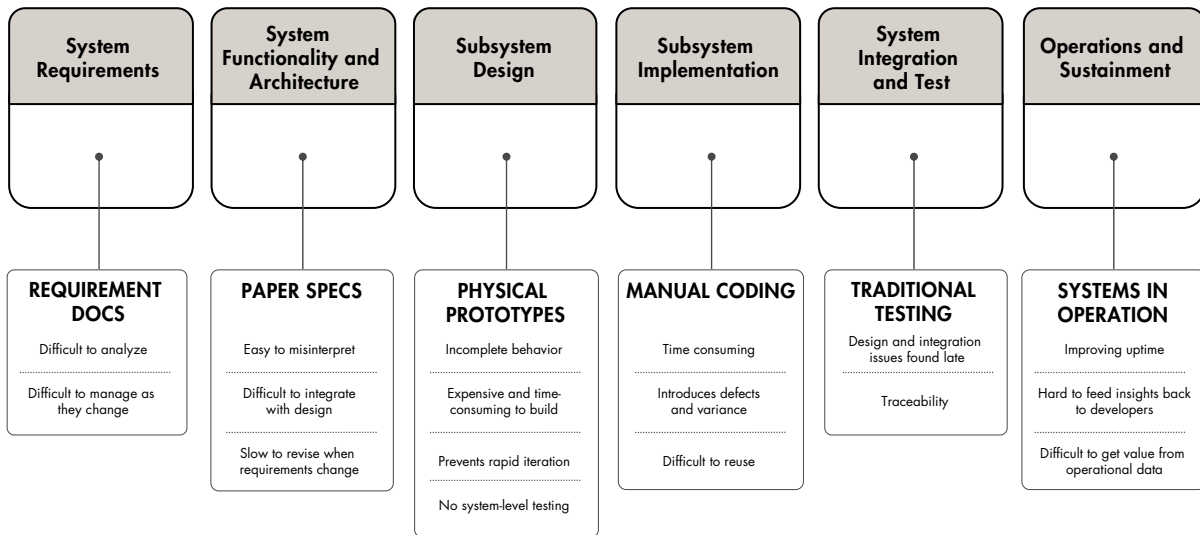 System
Requirements
System
Functionality and
Architecture
Subsystem
Design
Subsystem
Implementation
System
Integration
and Test
Operations and
Sustainment
REQUIREMENT
DOCS
Difficult to analyze
Difficult to manage as
they change
PAPER SPECS
Easy to misinterpret
Difficult to integrate
with design
Slow to revise when
requirements change
PHYSICAL
PROTOTYPES
Incomplete behavior
Expensive and time-
consuming to build
Prevents rapid iteration
No system-level testing
MANUAL CODING
Time consuming
Introduces defects
and variance
Difficult to reuse
TRADITIONAL
TESTING
Design and integration
issues found late
Traceability
SYSTEMS IN
OPERATION
Improving uptime
Hard to feed insights back
to developers
Difficult to get value from
operational data